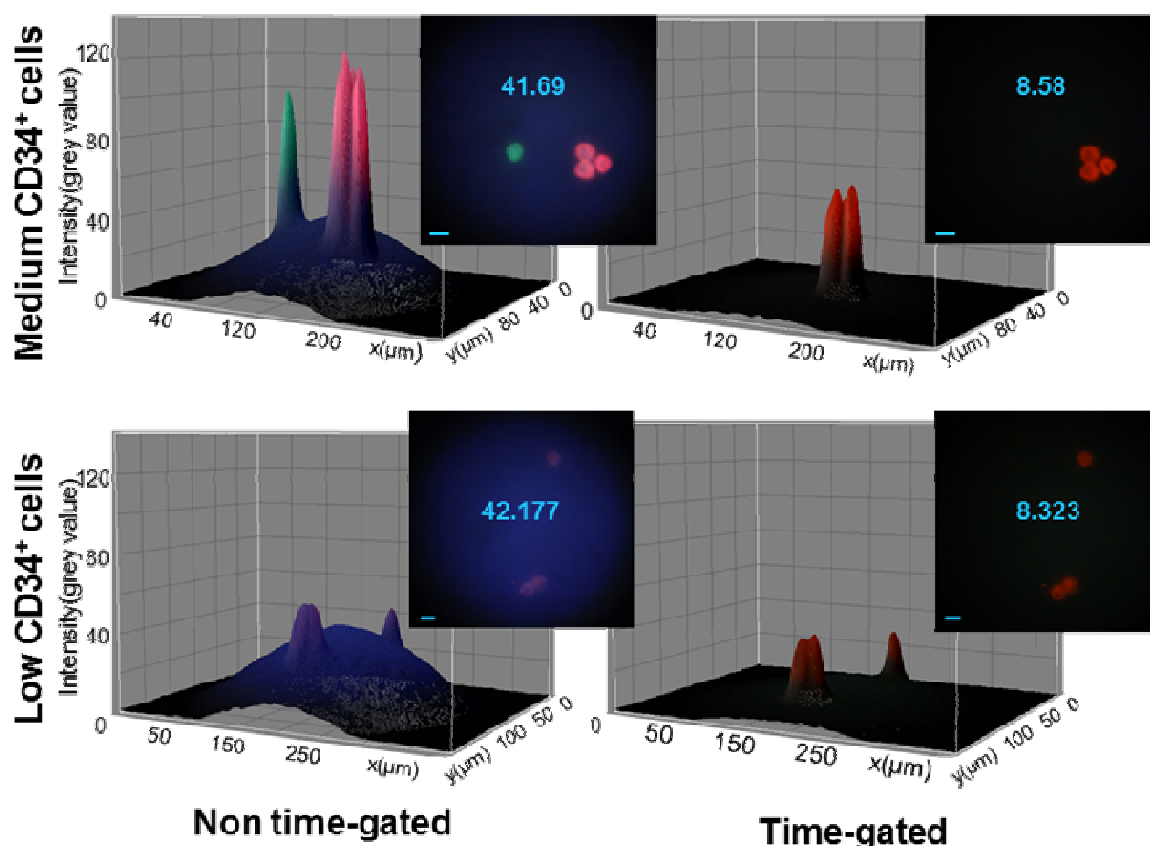 Medium CD34⁺ cells
Intensity(grey value)
120
80
40
0
40
120
200
x(µm)
y(µm) 80 40 0
41.69
0
40
120
200
x(µm)
y(µm) 80 40 0
8.58
Low CD34⁺ cells
Intensity(grey value)
120
80
40
0
50
150
250
x(µm)
y(µm) 100 50 0
42.177
0
50
150
250
x(µm)
y(µm) 100 50 0
8.323
Non time-gated
Time-gated